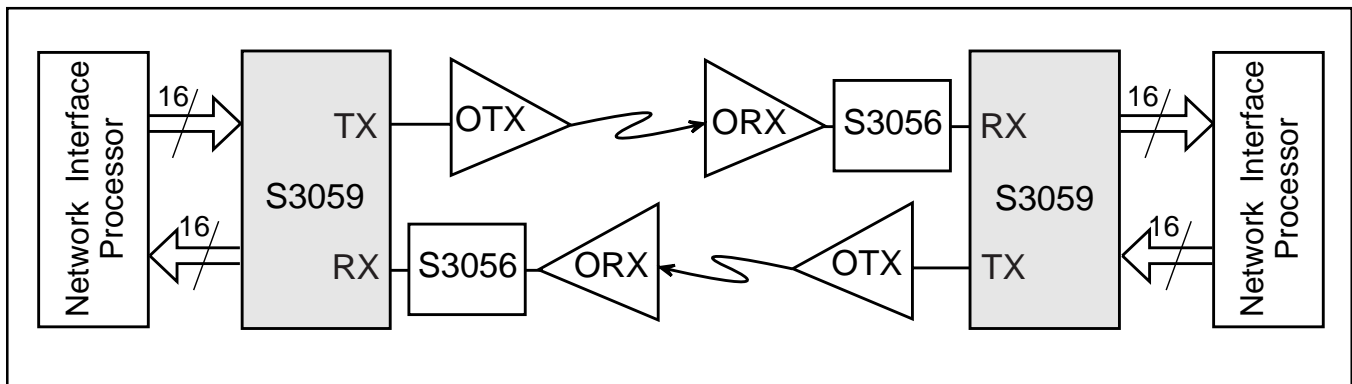 Network Interface
Processor
16
TX
S3059
RX
16
OTX
ORX
S3056
S3056
ORX
OTX
RX
S3059
TX
16
16
Network Interface
Processor